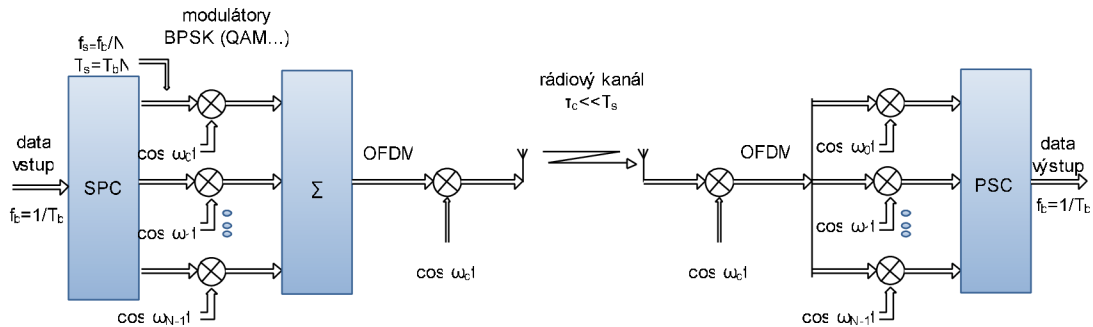 modulátory
BPSK (QAM...)
fs=fb/N
Ts=TbN
data
vstup
fb=1/Tb
SPC
cos ω0t
cos ω1t
cos ωN-1t
Σ
OFDM
cos ωct
rádiový kanál
τc<<Ts
OFDM
cos ωct
cos ω0t
cos ω1t
cos ωN-1t
PSC
data
výstup
fb=1/Tb